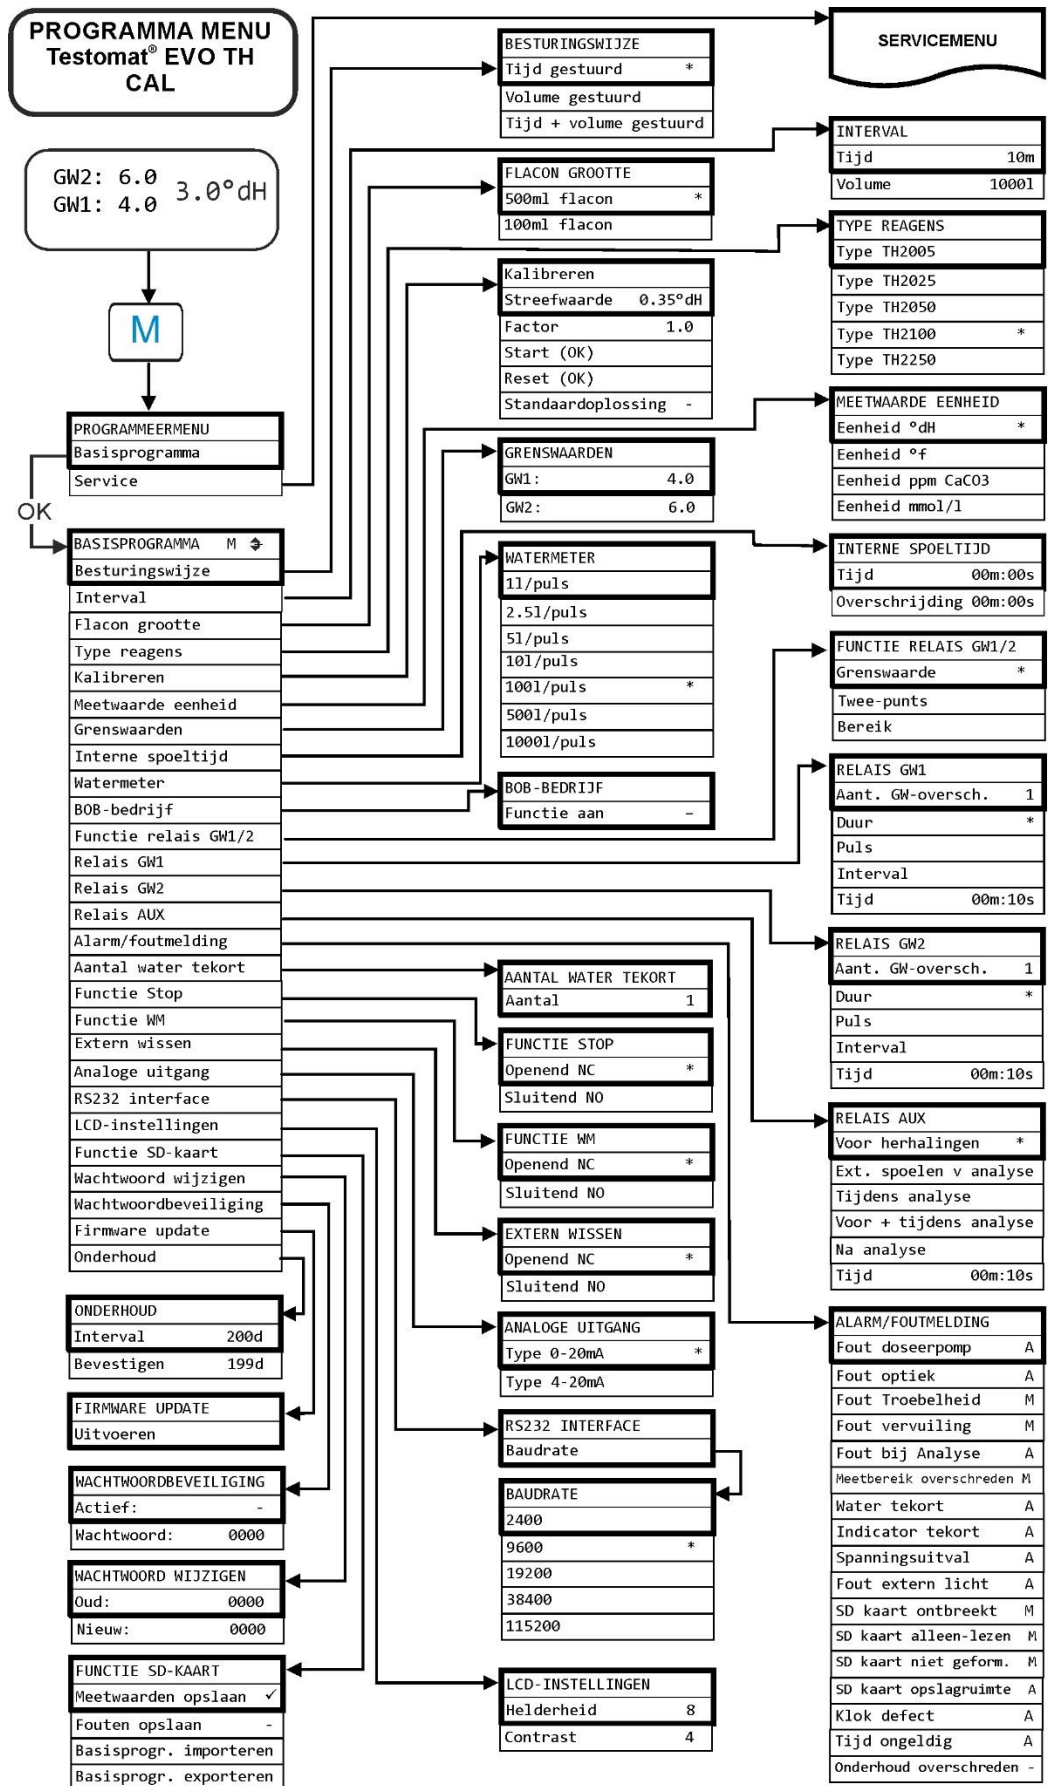 PROGRAMMA MENU
Testomat® EVO TH
CAL
GW2: 6.0
GW1: 4.0
3.0°dH
M
PROGRAMMEERMENU
Basisprogramma
Service
OK
BASISPROGRAMMA M
Besturingswijze
Interval
Flacon grootte
Type reagens
Kalibreren
Meetwaarde eenheid
Grenswaarden
Interne spoeltijd
Watermeter
BOB-bedrijf
Functie relais GW1/2
Relais GW1
Relais GW2
Relais AUX
Alarm/foutmelding
Aantal water tekort
Functie Stop
Functie WM
Extern wissen
Analoge uitgang
RS232 interface
LCD-instellingen
Functie SD-kaart
Wachtwoord wijzigen
Wachtwoordbeveiliging
Firmware update
Onderhoud
ONDERHOUD
Interval 200d
Bevestigen 199d
FIRMWARE UPDATE
Uitvoeren
WACHTWOORDBEVEILIGING
Actief: -
Wachtwoord: 0000
WACHTWOORD WIJZIGEN
Oud: 0000
Nieuw: 0000
FUNCTIE SD-KAART
Meetwaarden opslaan ✓
Fouten opslaan -
Basisprogr. importeren
Basisprogr. exporteren
BESTURINGSWIJZE
Tijd gestuurd *
Volume gestuurd
Tijd + volume gestuurd
FLACON GROOTTE
500ml flacon *
100ml flacon
Kalibreren
Streefwaarde 0.35°dH
Factor 1.0
Start (OK)
Reset (OK)
Standaardoplossing -
GRENSWAARDEN
GW1: 4.0
GW2: 6.0
WATERMETER
1l/puls
2.5l/puls
5l/puls
10l/puls
100l/puls *
500l/puls
1000l/puls
BOB-BEDRIJF
Functie aan -
AANTAL WATER TEKORT
Aantal 1
FUNCTIE STOP
Openend NC *
Sluitend NO
FUNCTIE WM
Openend NC *
Sluitend NO
EXTERN WISSEN
Openend NC *
Sluitend NO
ANALOGE UITGANG
Type 0-20mA *
Type 4-20mA
RS232 INTERFACE
Baudrate
BAUDRATE
2400
9600 *
19200
38400
115200
LCD-INSTELLINGEN
Helderheid 8
Contrast 4
SERVICEMENU
INTERVAL
Tijd 10m
Volume 1000l
TYPE REAGENS
Type TH2005
Type TH2025
Type TH2050
Type TH2100 *
Type TH2250
MEETWAARDE EENHEID
Eenheid °dH *
Eenheid °f
Eenheid ppm CaCO3
Eenheid mmol/l
INTERNE SPOELTIJD
Tijd 00m:00s
Overschrijding 00m:00s
FUNCTIE RELAIS GW1/2
Grenswaarde *
Twee-punts
Bereik
RELAIS GW1
Aant. GW-oversch. 1
Duur *
Puls
Interval
Tijd 00m:10s
RELAIS GW2
Aant. GW-oversch. 1
Duur *
Puls
Interval
Tijd 00m:10s
RELAIS AUX
Voor herhalingen *
Ext. spoelen v analyse
Tijdens analyse
Voor + tijdens analyse
Na analyse
Tijd 00m:10s
ALARM/FOUTMELDING
Fout doseerpomp A
Fout optiek A
Fout Troebelheid M
Fout vervuiling M
Fout bij Analyse A
Meetbereik overschreden M
Water tekort A
Indicator tekort A
Spanningsuitval A
Fout extern licht A
SD kaart ontbreekt M
SD kaart alleen-lezen M
SD kaart niet geform. M
SD kaart opslagruimte A
Klok defect A
Tijd ongeldig A
Onderhoud overschreden -